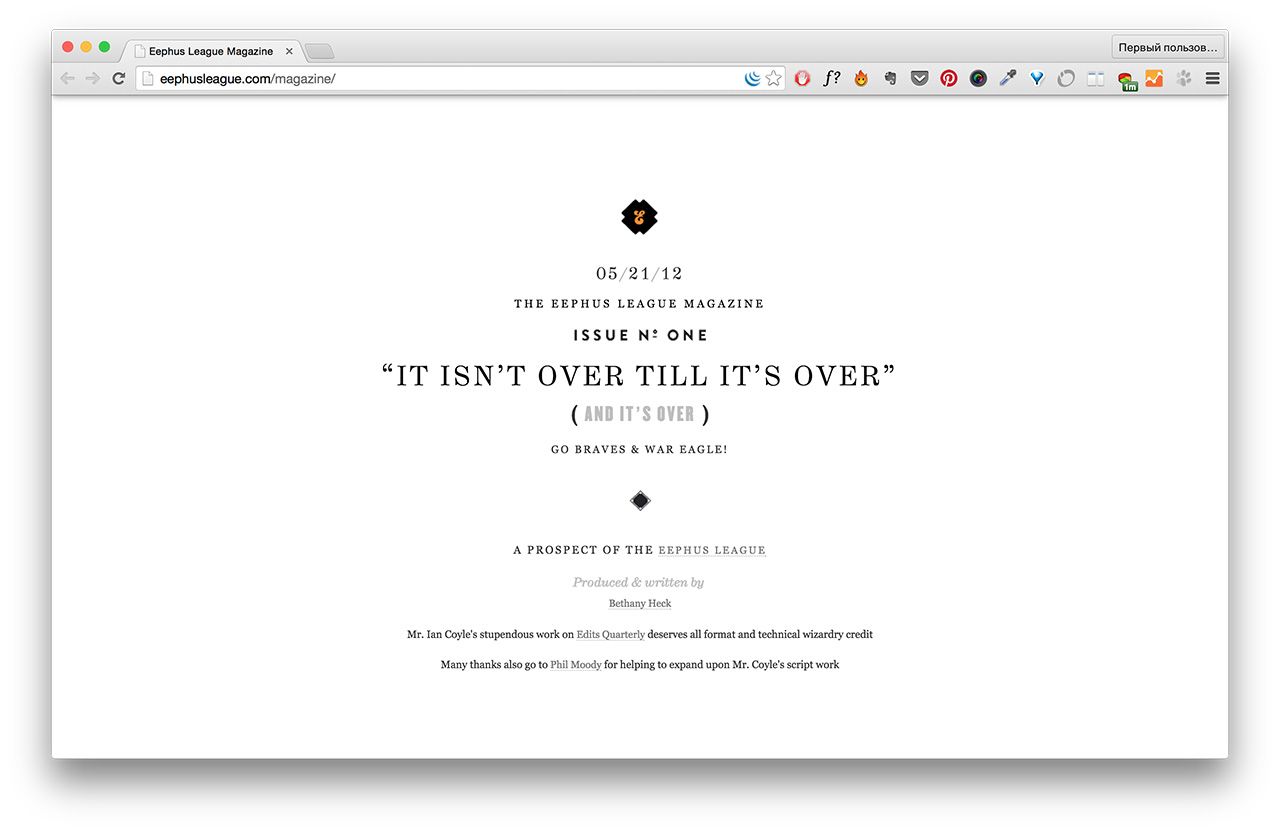 Eephus League Magazine
Первый пользов...
eephusleague.com/magazine/
f?
1m
E
05/21/12
THE EEPHUS LEAGUE MAGAZINE
ISSUE Nº ONE
“IT ISN’T OVER TILL IT’S OVER”
( AND IT’S OVER )
GO BRAVES & WAR EAGLE!
A PROSPECT OF THE EEPHUS LEAGUE
Produced & written by
Bethany Heck
Mr. Ian Coyle's stupendous work on Edits Quarterly deserves all format and technical wizardry credit
Many thanks also go to Phil Moody for helping to expand upon Mr. Coyle's script work